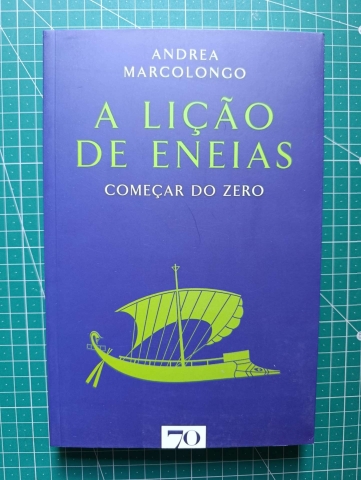 ANDREA
MARCOLONGO
A LIÇÃO
DE ENEIAS
COMEÇAR DO ZERO
70